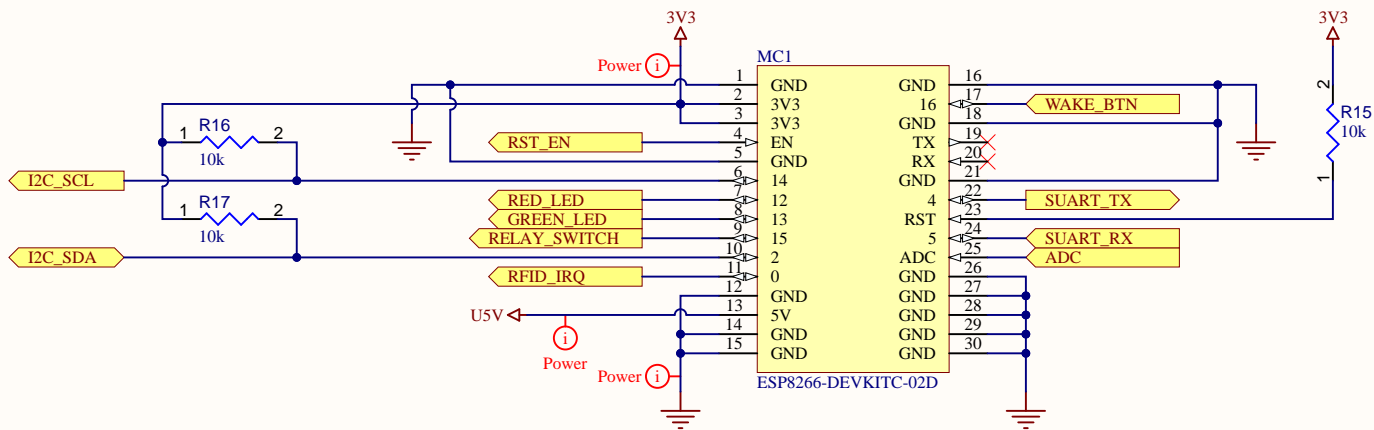 3V3
3V3
Power i
MC1
1 GND GND 16
2 3V3 16 17 WAKE_BTN
3 3V3 GND 18
RST_EN 4 EN TX 19
5 GND RX 20
I2C_SCL 6 14 GND 21
RED_LED 7 12 4 22 SUART_TX
GREEN_LED 8 13 RST 23
RELAY_SWITCH 9 15 5 24 SUART_RX
I2C_SDA 10 2 ADC 25 ADC
RFID_IRQ 11 0 GND 26
12 GND GND 27
U5V 13 5V GND 28
14 GND GND 29
15 GND GND 30
ESP8266-DEVKITC-02D
1 R16 2
10k
1 R17 2
10k
2
R15
10k
1
i
Power
Power i